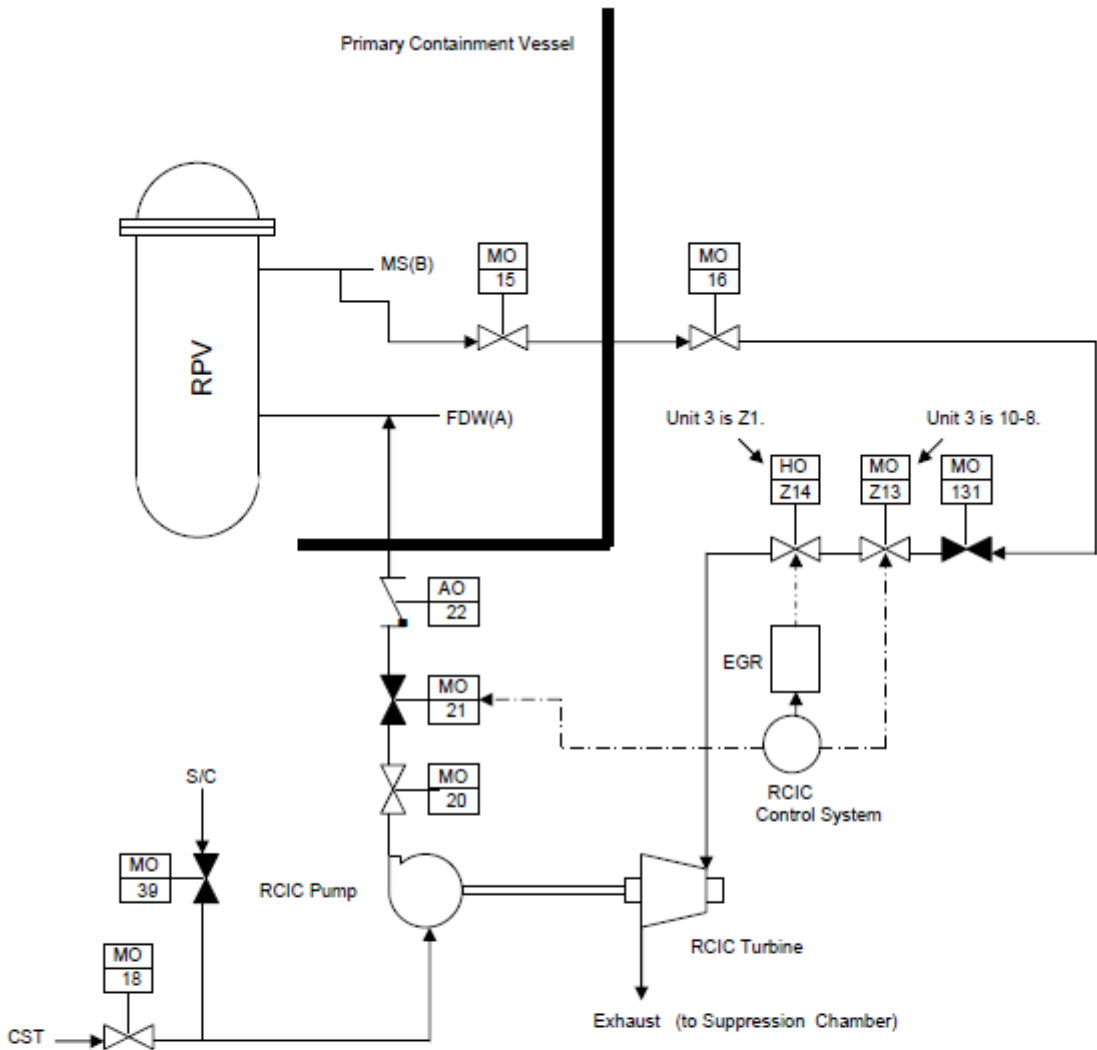 Primary Containment Vessel
MO
15
MO
16
MS(B)
RPV
FDW(A)
Unit 3 is Z1.
Unit 3 is 10-8.
HO
Z14
MO
Z13
MO
131
AO
22
EGR
MO
21
S/C
MO
20
RCIC
Control System
MO
39
RCIC Pump
RCIC Turbine
MO
18
Exhaust (to Suppression Chamber)
CST